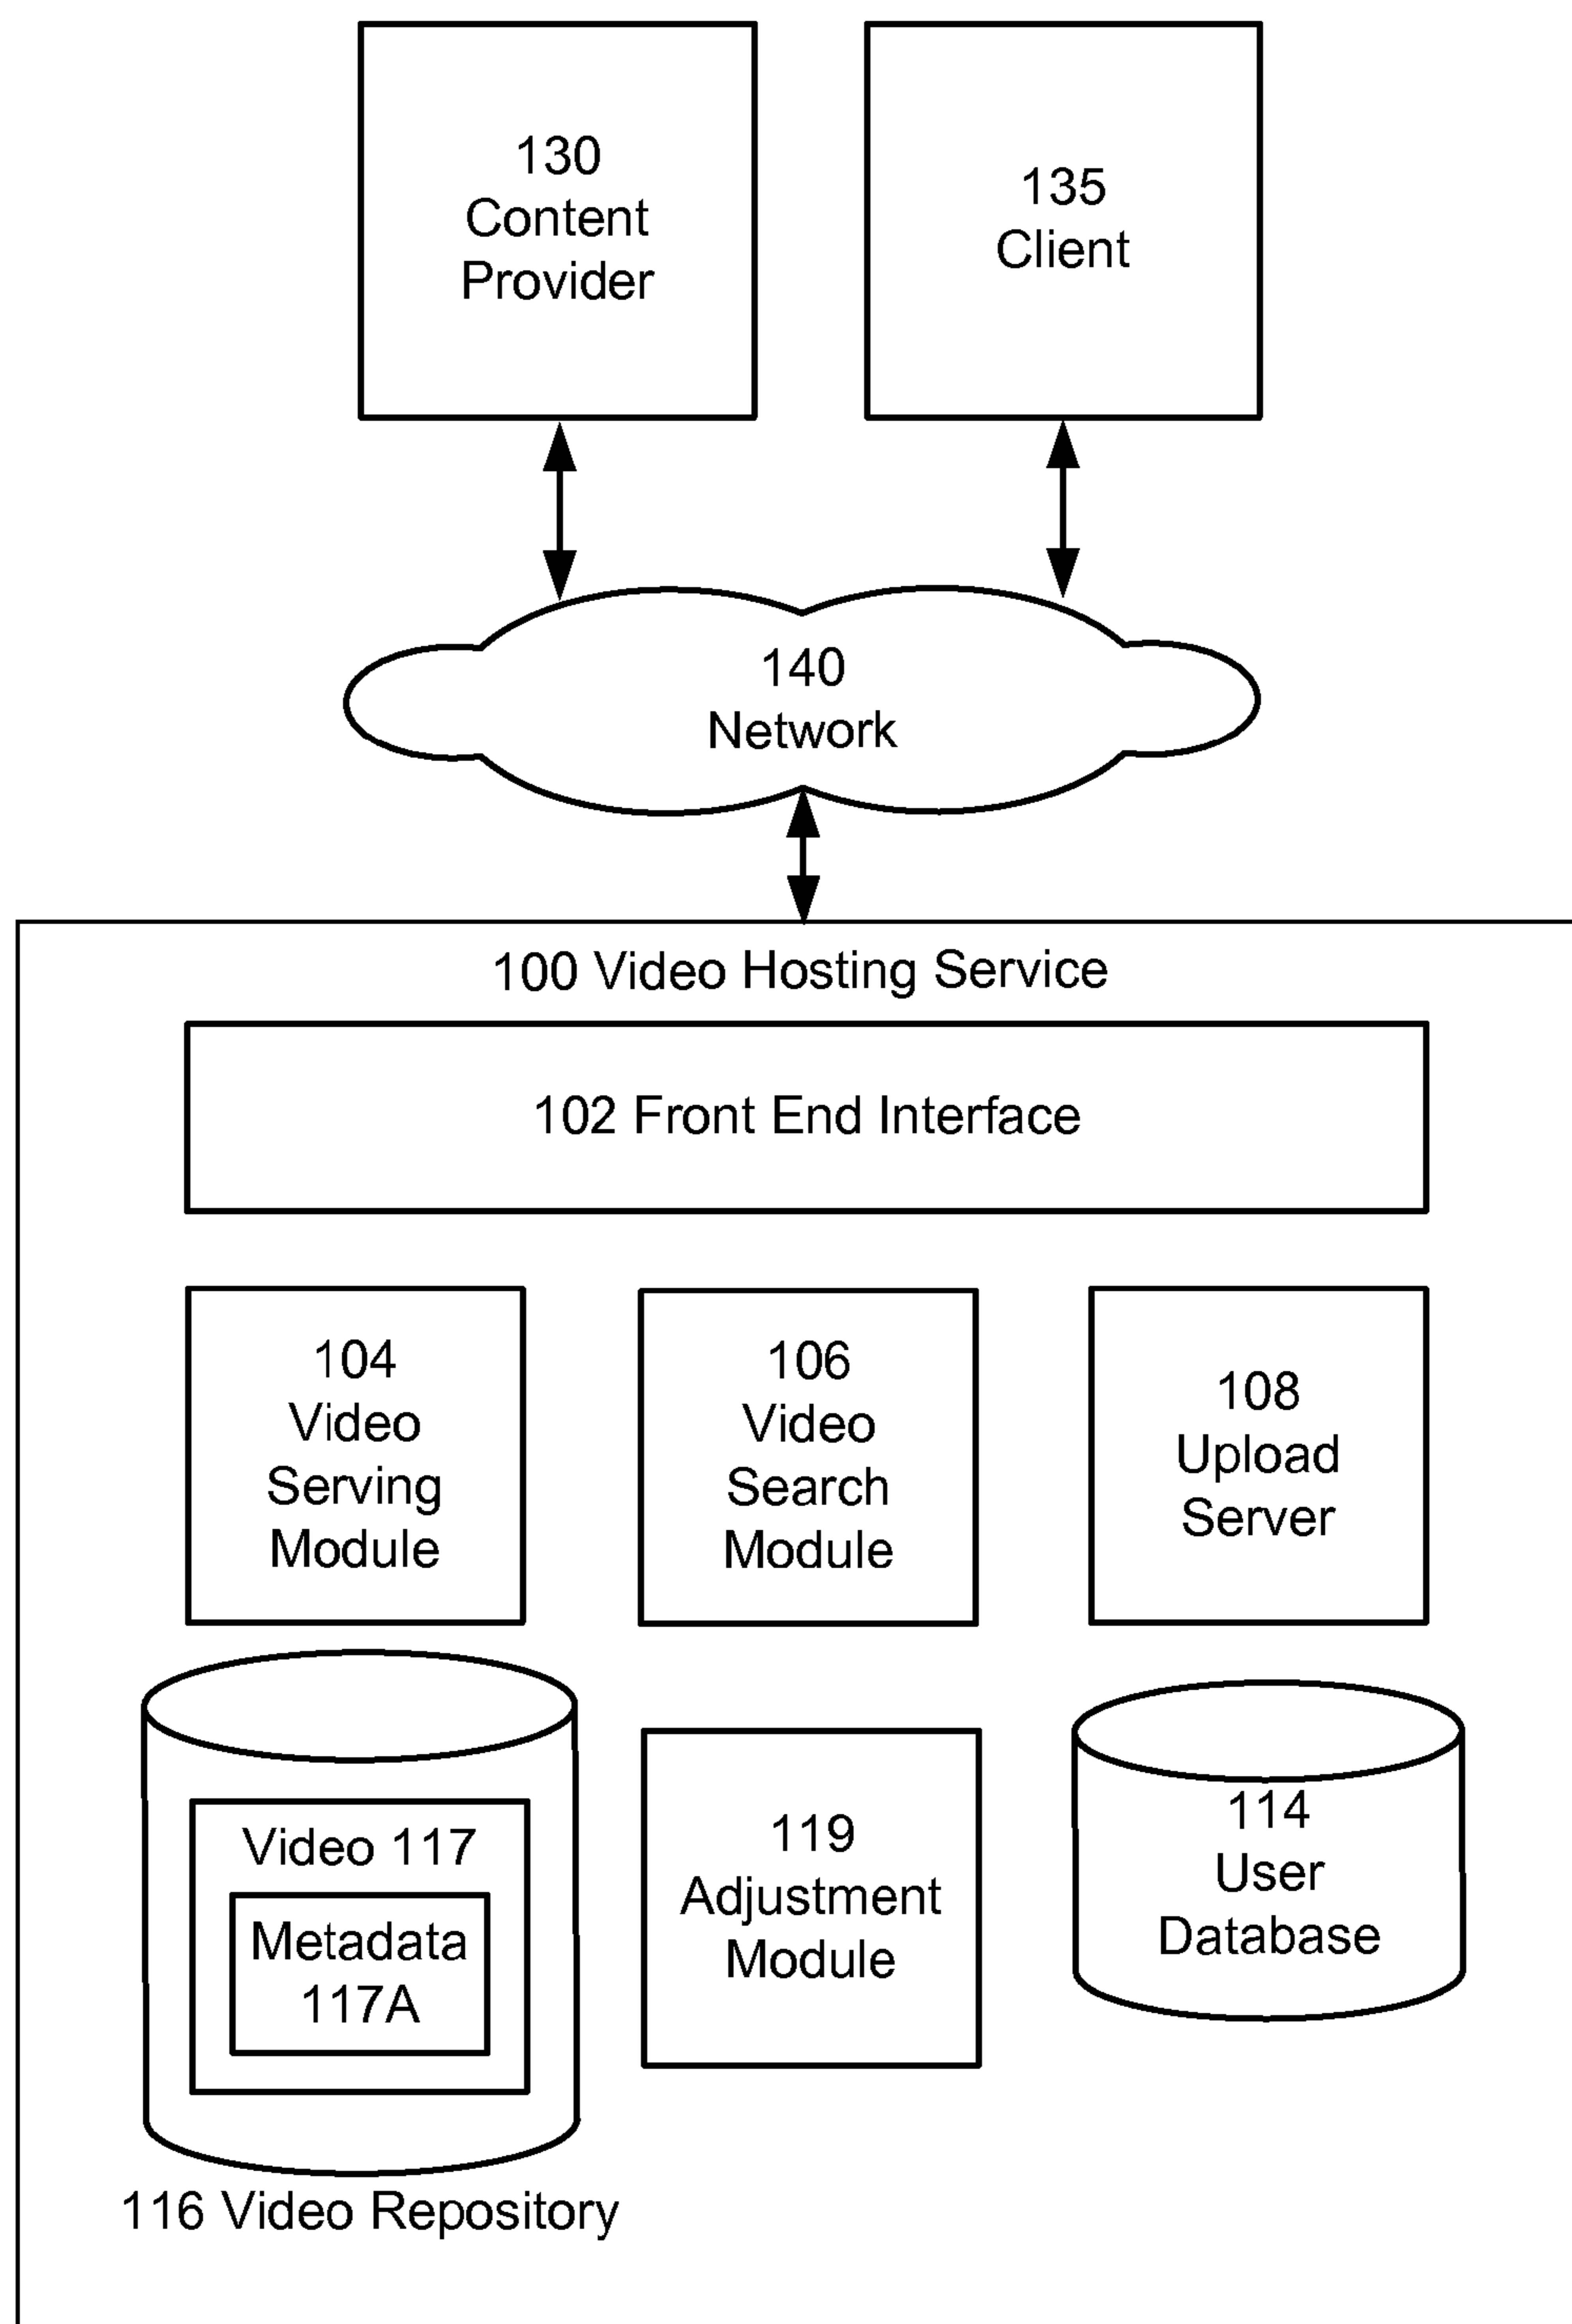 130
Content
Provider
135
Client
140
Network
100 Video Hosting Service
102 Front End Interface
104
Video
Serving
Module
106
Video
Search
Module
108
Upload
Server
Video 117
Metadata
117A
119
Adjustment
Module
114
User
Database
116 Video Repository